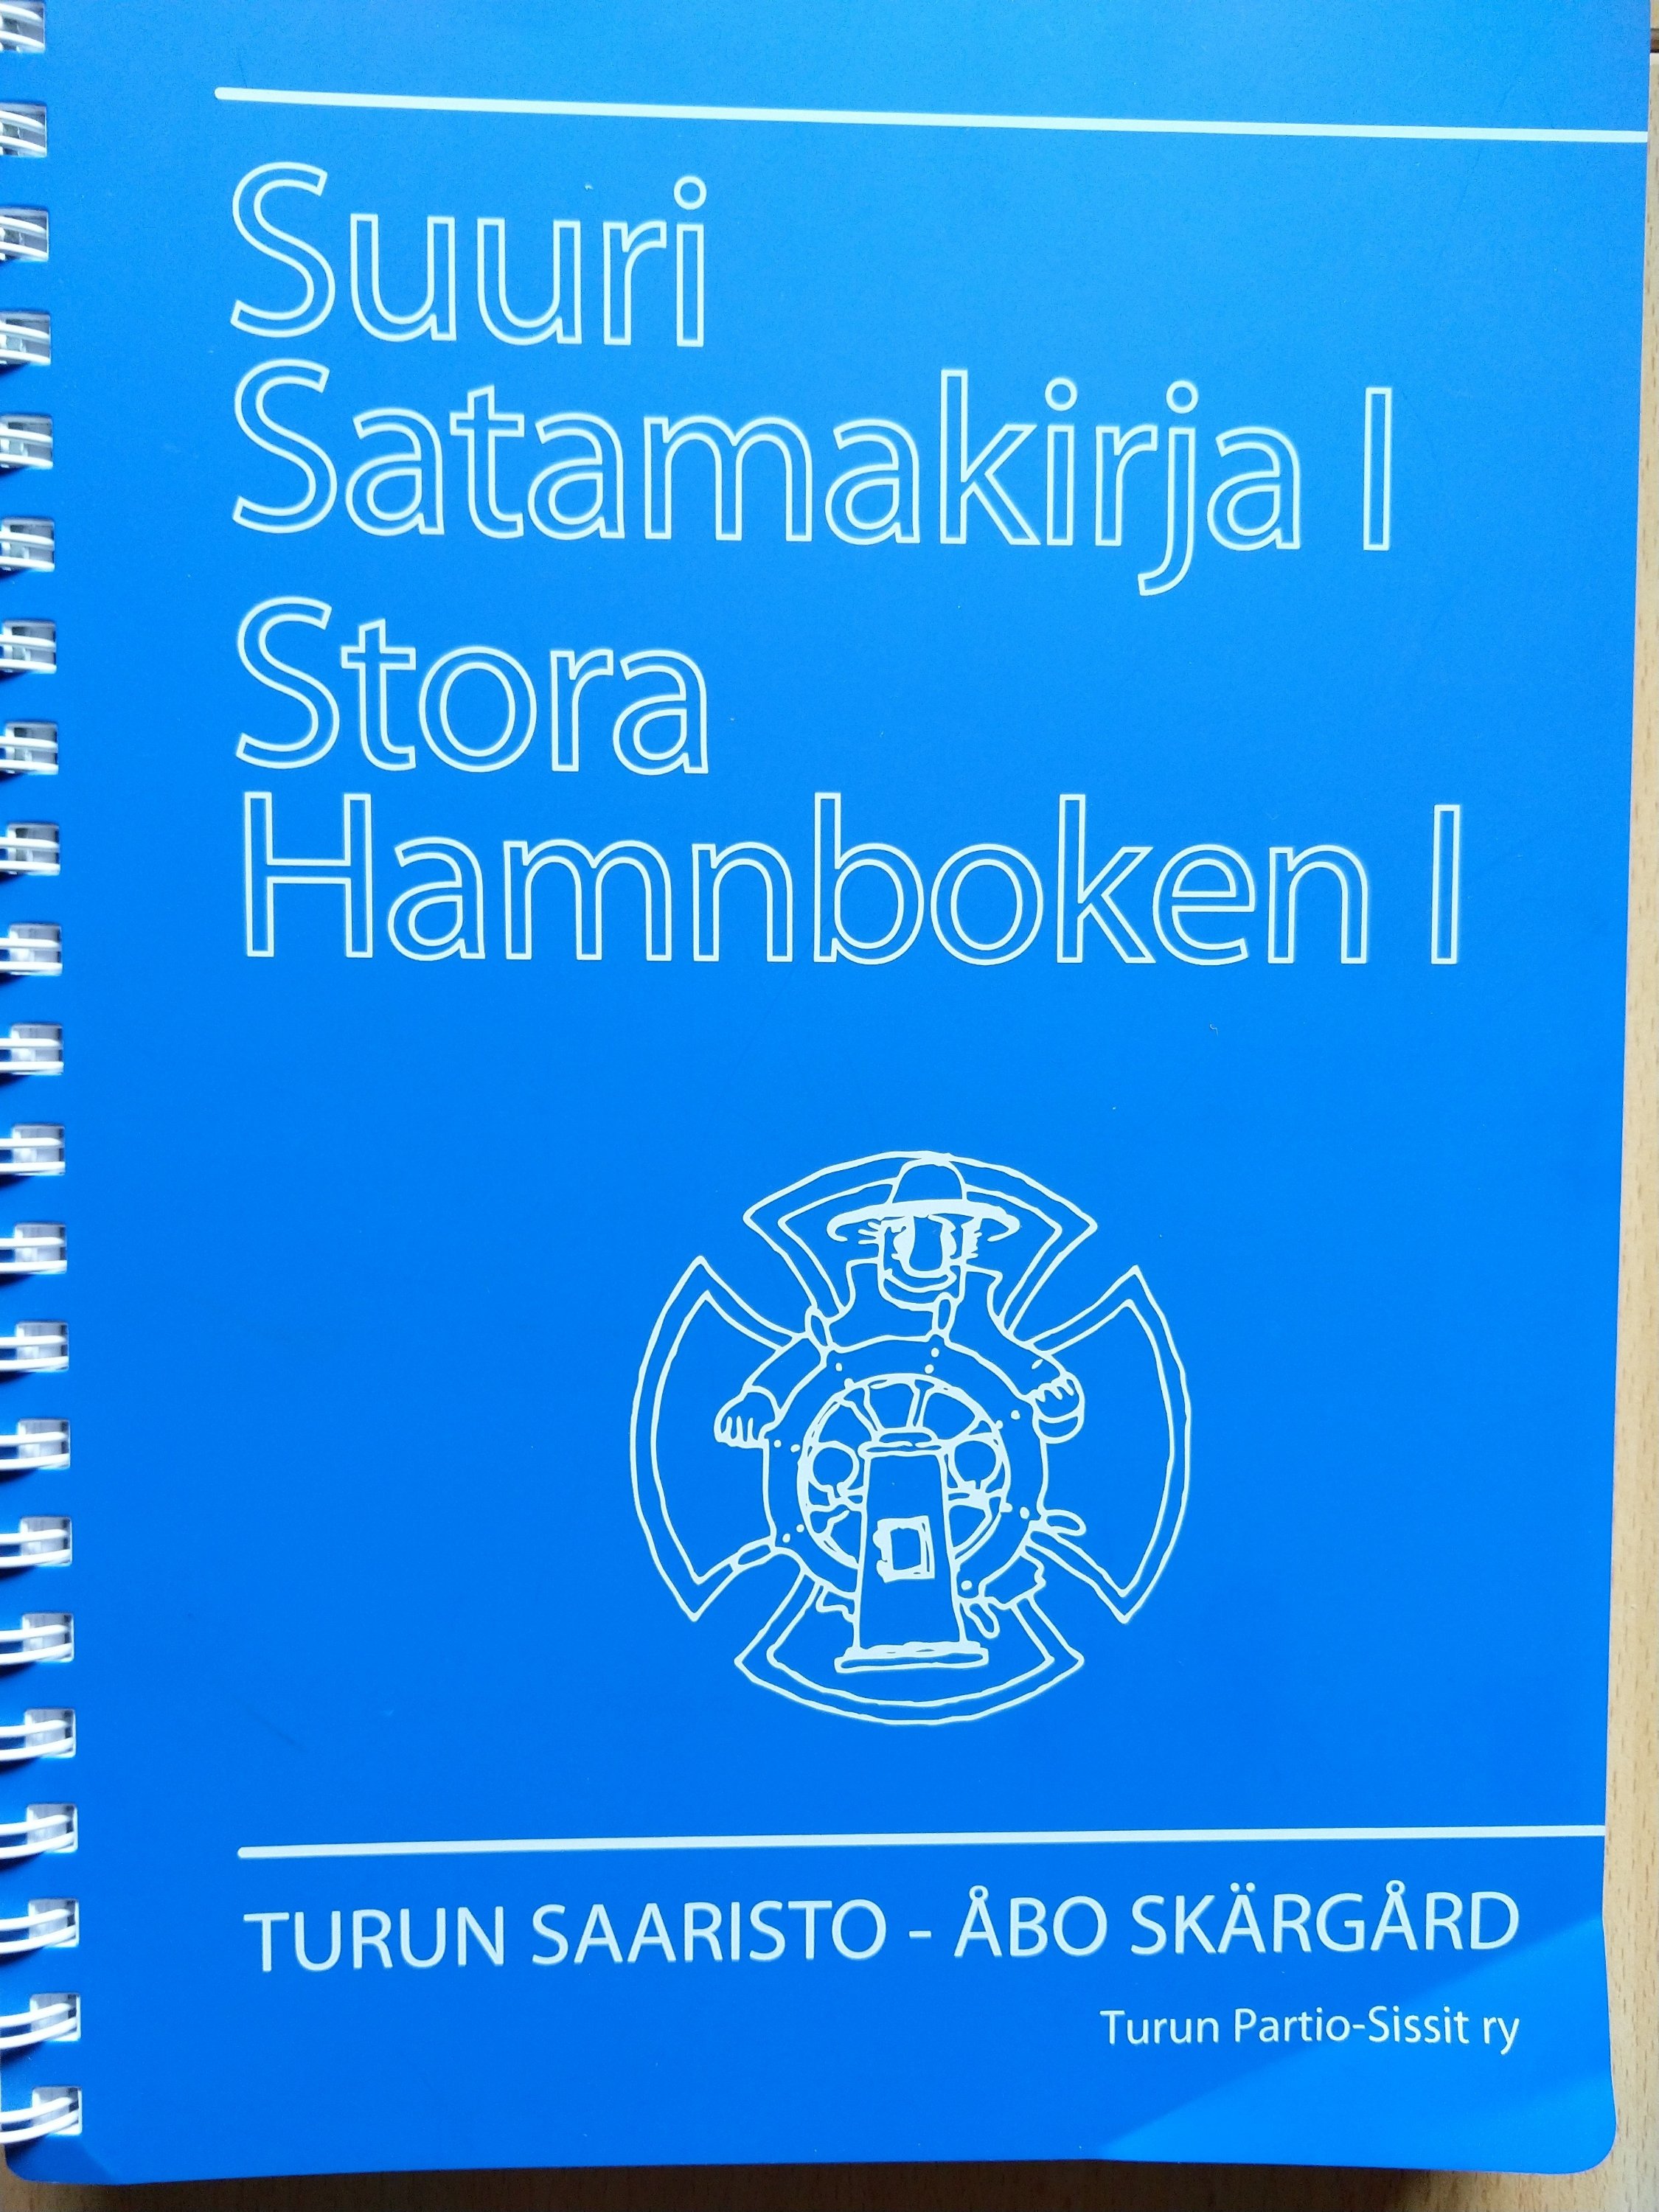 Suuri
Satamakirja I
Stora
Hamnboken I
TURUN SAARISTO - ÅBO SKÄRGÅRD
Turun Partio-Sissit ry